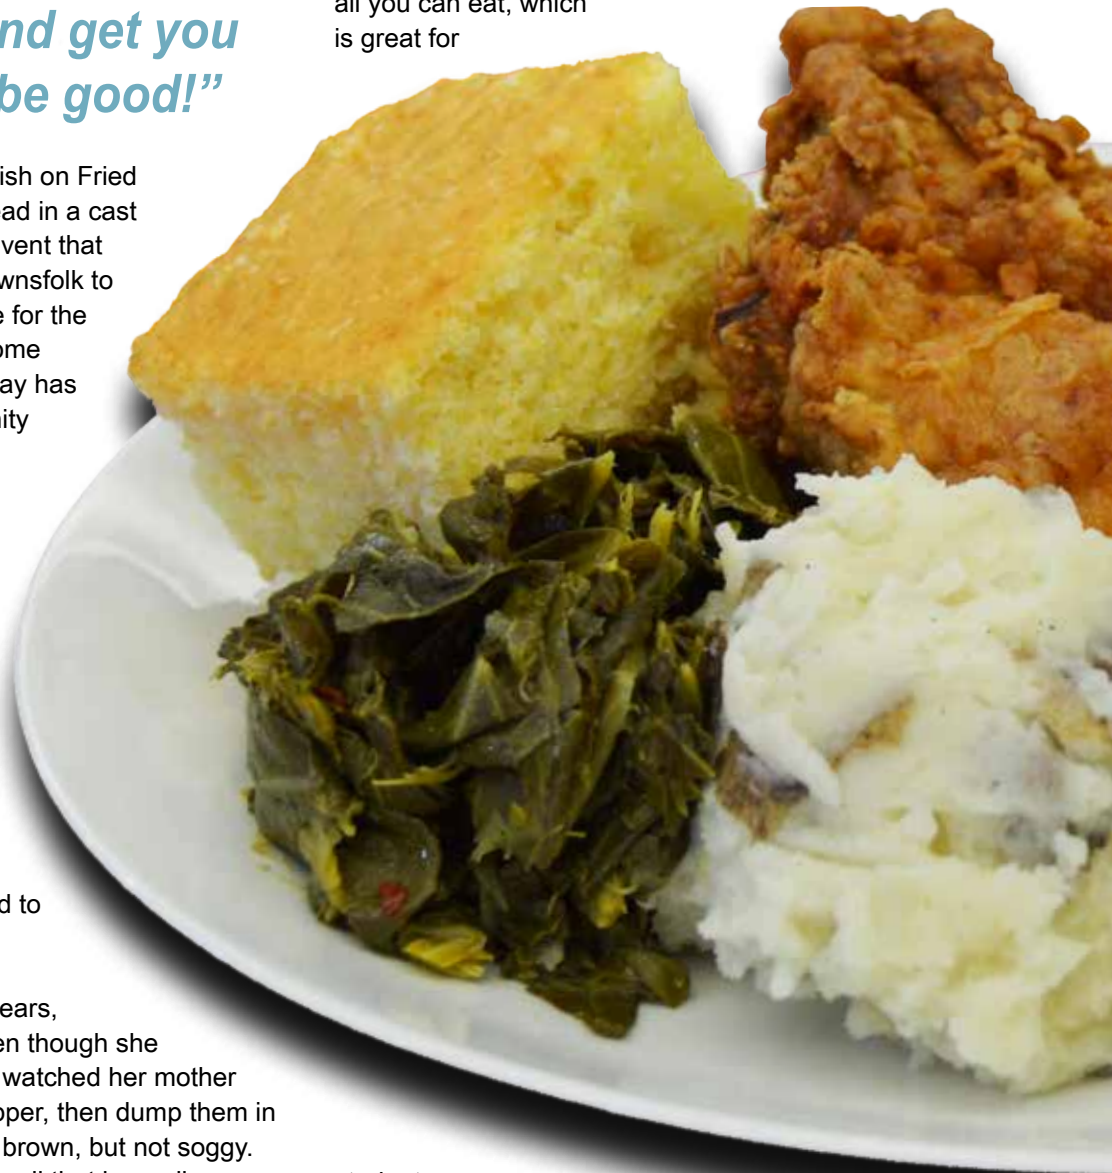 nd get you
be good!”
ish on Fried
ad in a cast
vent that
wnsfolk to
e for the
ome
ay has
ity
d to
ears,
en though she
watched her mother
pper, then dump them in
brown, but not soggy.
all you can eat, which
is great for